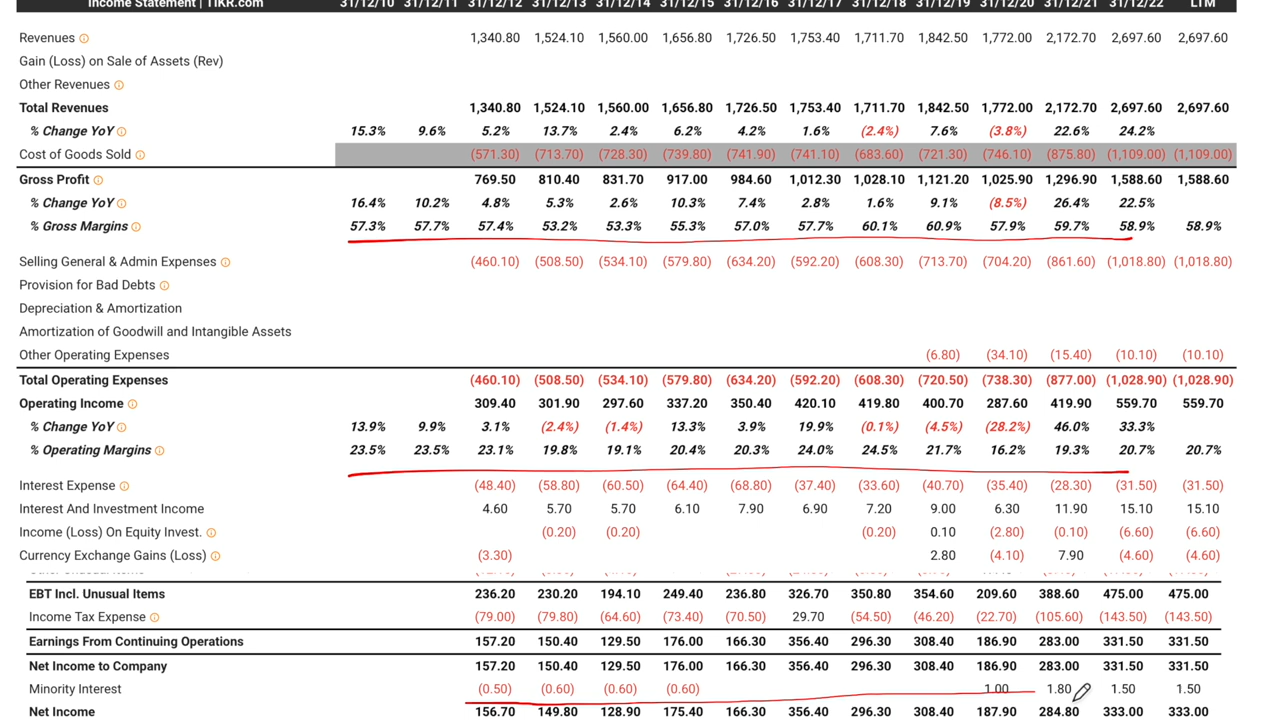 Income Statement | TIKR.com 31/12/10 31/12/11 31/12/12 31/12/13 31/12/14 31/12/15 31/12/16 31/12/17 31/12/18 31/12/19 31/12/20 31/12/21 31/12/22 LTM
Revenues 1,340.80 1,524.10 1,560.00 1,656.80 1,726.50 1,753.40 1,711.70 1,842.50 1,772.00 2,172.70 2,697.60 2,697.60
Gain (Loss) on Sale of Assets (Rev)
Other Revenues
Total Revenues 1,340.80 1,524.10 1,560.00 1,656.80 1,726.50 1,753.40 1,711.70 1,842.50 1,772.00 2,172.70 2,697.60 2,697.60
% Change YoY 15.3% 9.6% 5.2% 13.7% 2.4% 6.2% 4.2% 1.6% (2.4%) 7.6% (3.8%) 22.6% 24.2%
Cost of Goods Sold (571.30) (713.70) (728.30) (739.80) (741.90) (741.10) (683.60) (721.30) (746.10) (875.80) (1,109.00) (1,109.00)
Gross Profit 769.50 810.40 831.70 917.00 984.60 1,012.30 1,028.10 1,121.20 1,025.90 1,296.90 1,588.60 1,588.60
% Change YoY 16.4% 10.2% 4.8% 5.3% 2.6% 10.3% 7.4% 2.8% 1.6% 9.1% (8.5%) 26.4% 22.5%
% Gross Margins 57.3% 57.7% 57.4% 53.2% 53.3% 55.3% 57.0% 57.7% 60.1% 60.9% 57.9% 59.7% 58.9% 58.9%
Selling General & Admin Expenses (460.10) (508.50) (534.10) (579.80) (634.20) (592.20) (608.30) (713.70) (704.20) (861.60) (1,018.80) (1,018.80)
Provision for Bad Debts
Depreciation & Amortization
Amortization of Goodwill and Intangible Assets
Other Operating Expenses (6.80) (34.10) (15.40) (10.10) (10.10)
Total Operating Expenses (460.10) (508.50) (534.10) (579.80) (634.20) (592.20) (608.30) (720.50) (738.30) (877.00) (1,028.90) (1,028.90)
Operating Income 309.40 301.90 297.60 337.20 350.40 420.10 419.80 400.70 287.60 419.90 559.70 559.70
% Change YoY 13.9% 9.9% 3.1% (2.4%) (1.4%) 13.3% 3.9% 19.9% (0.1%) (4.5%) (28.2%) 46.0% 33.3%
% Operating Margins 23.5% 23.5% 23.1% 19.8% 19.1% 20.4% 20.3% 24.0% 24.5% 21.7% 16.2% 19.3% 20.7% 20.7%
Interest Expense (48.40) (58.80) (60.50) (64.40) (68.80) (37.40) (33.60) (40.70) (35.40) (28.30) (31.50) (31.50)
Interest And Investment Income 4.60 5.70 5.70 6.10 7.90 6.90 7.20 9.00 6.30 11.90 15.10 15.10
Income (Loss) On Equity Invest. (0.20) (0.20) (0.20) 0.10 (2.80) (0.10) (6.60) (6.60)
Currency Exchange Gains (Loss) (3.30) 2.80 (4.10) 7.90 (4.60) (4.60)
EBT Incl. Unusual Items 236.20 230.20 194.10 249.40 236.80 326.70 350.80 354.60 209.60 388.60 475.00 475.00
Income Tax Expense (79.00) (79.80) (64.60) (73.40) (70.50) 29.70 (54.50) (46.20) (22.70) (105.60) (143.50) (143.50)
Earnings From Continuing Operations 157.20 150.40 129.50 176.00 166.30 356.40 296.30 308.40 186.90 283.00 331.50 331.50
Net Income to Company 157.20 150.40 129.50 176.00 166.30 356.40 296.30 308.40 186.90 283.00 331.50 331.50
Minority Interest (0.50) (0.60) (0.60) (0.60) 1.00 1.80 1.50 1.50
Net Income 156.70 149.80 128.90 175.40 166.30 356.40 296.30 308.40 187.90 284.80 333.00 333.00